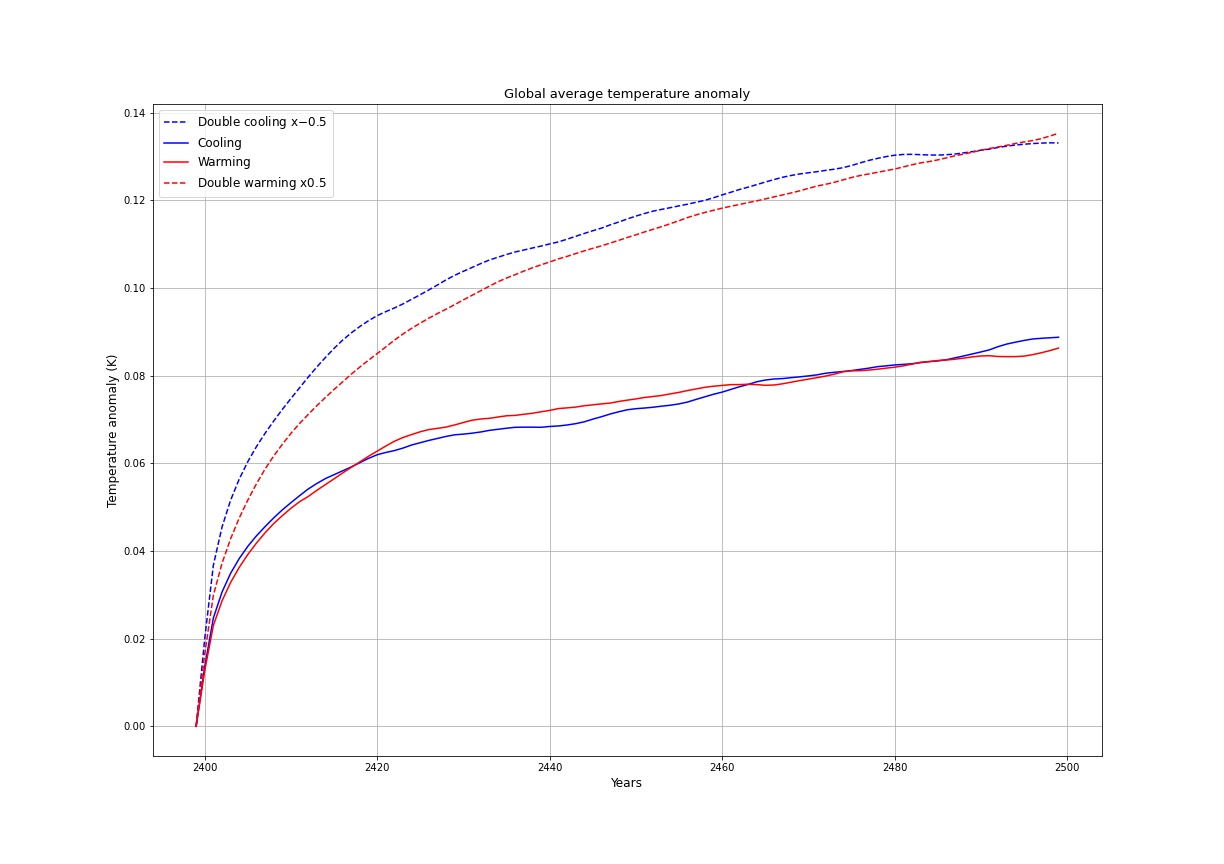 Global average temperature anomaly
0.14
0.12
0.10
0.08
0.06
0.04
0.02
0.00
Temperature anomaly (K)
Double cooling x−0.5
Cooling
Warming
Double warming x0.5
2400 2420 2440 2460 2480 2500
Years